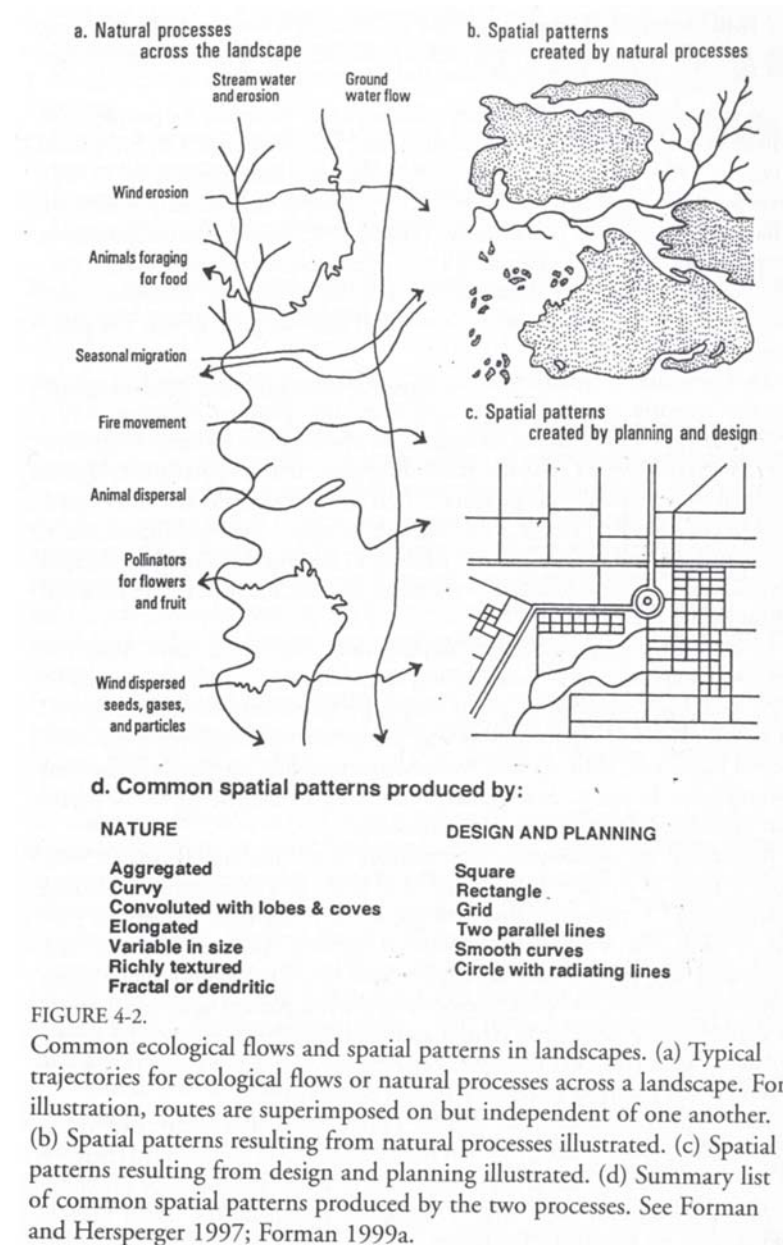 a. Natural processes
across the landscape
Stream water
and erosion
Ground
water flow
Wind erosion
Animals foraging
for food
Seasonal migration
Fire movement
Animal dispersal
Pollinators
for flowers
and fruit
Wind dispersed
seeds, gases,
and particles
b. Spatial patterns
created by natural processes
c. Spatial patterns
created by planning and design
d. Common spatial patterns produced by:
NATURE
Aggregated
Curvy
Convoluted with lobes & coves
Elongated
Variable in size
Richly textured
Fractal or dendritic
DESIGN AND PLANNING
Square
Rectangle
Grid
Two parallel lines
Smooth curves
Circle with radiating lines
FIGURE 4-2.
Common ecological flows and spatial patterns in landscapes. (a) Typical
trajectories for ecological flows or natural processes across a landscape. For
illustration, routes are superimposed on but independent of one another.
(b) Spatial patterns resulting from natural processes illustrated. (c) Spatial
patterns resulting from design and planning illustrated. (d) Summary list
of common spatial patterns produced by the two processes. See Forman
and Hersperger 1997; Forman 1999a.